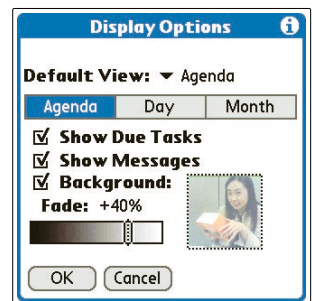 Display Options
Default View: Agenda
Agenda Day Month
Show Due Tasks
Show Messages
Background:
Fade: +40%
OK Cancel